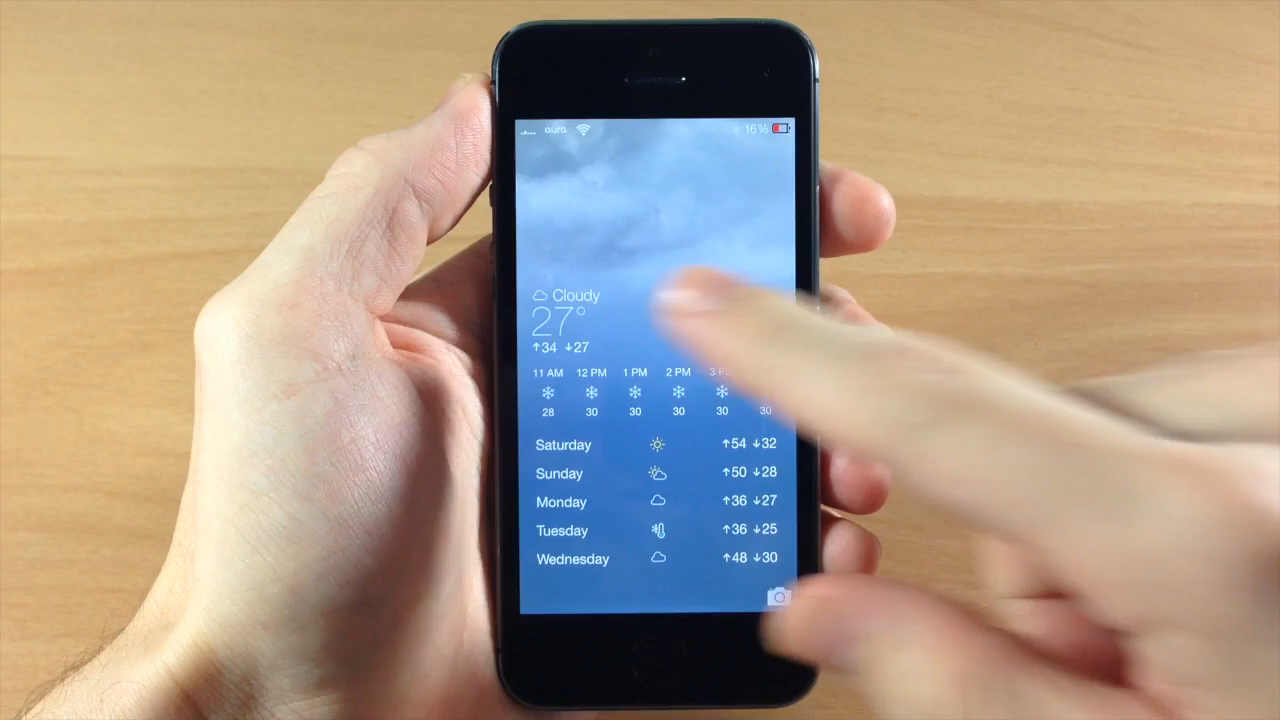 aura 16%
Cloudy
27°
↑34 ↓27
11 AM 12 PM 1 PM 2 PM
28 30 30 30 30 30
Saturday ↑54 ↓32
Sunday ↑50 ↓28
Monday ↑36 ↓27
Tuesday ↑36 ↓25
Wednesday ↑48 ↓30